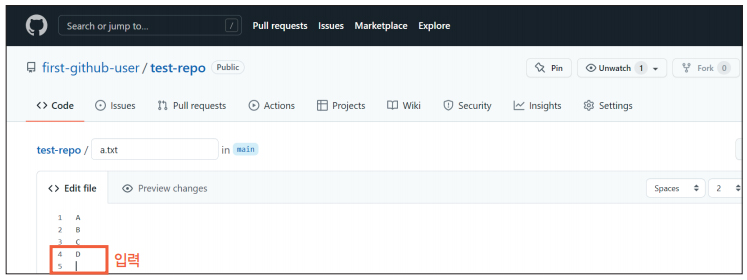 Search or jump to... / Pull requests Issues Marketplace Explore
first-github-user / test-repo Public Pin Unwatch 1 Fork 0
<> Code Issues Pull requests Actions Projects Wiki Security Insights Settings
test-repo / a.txt in main
<> Edit file Preview changes Spaces 2
1 A
2 B
3 C
4 D 입력
5